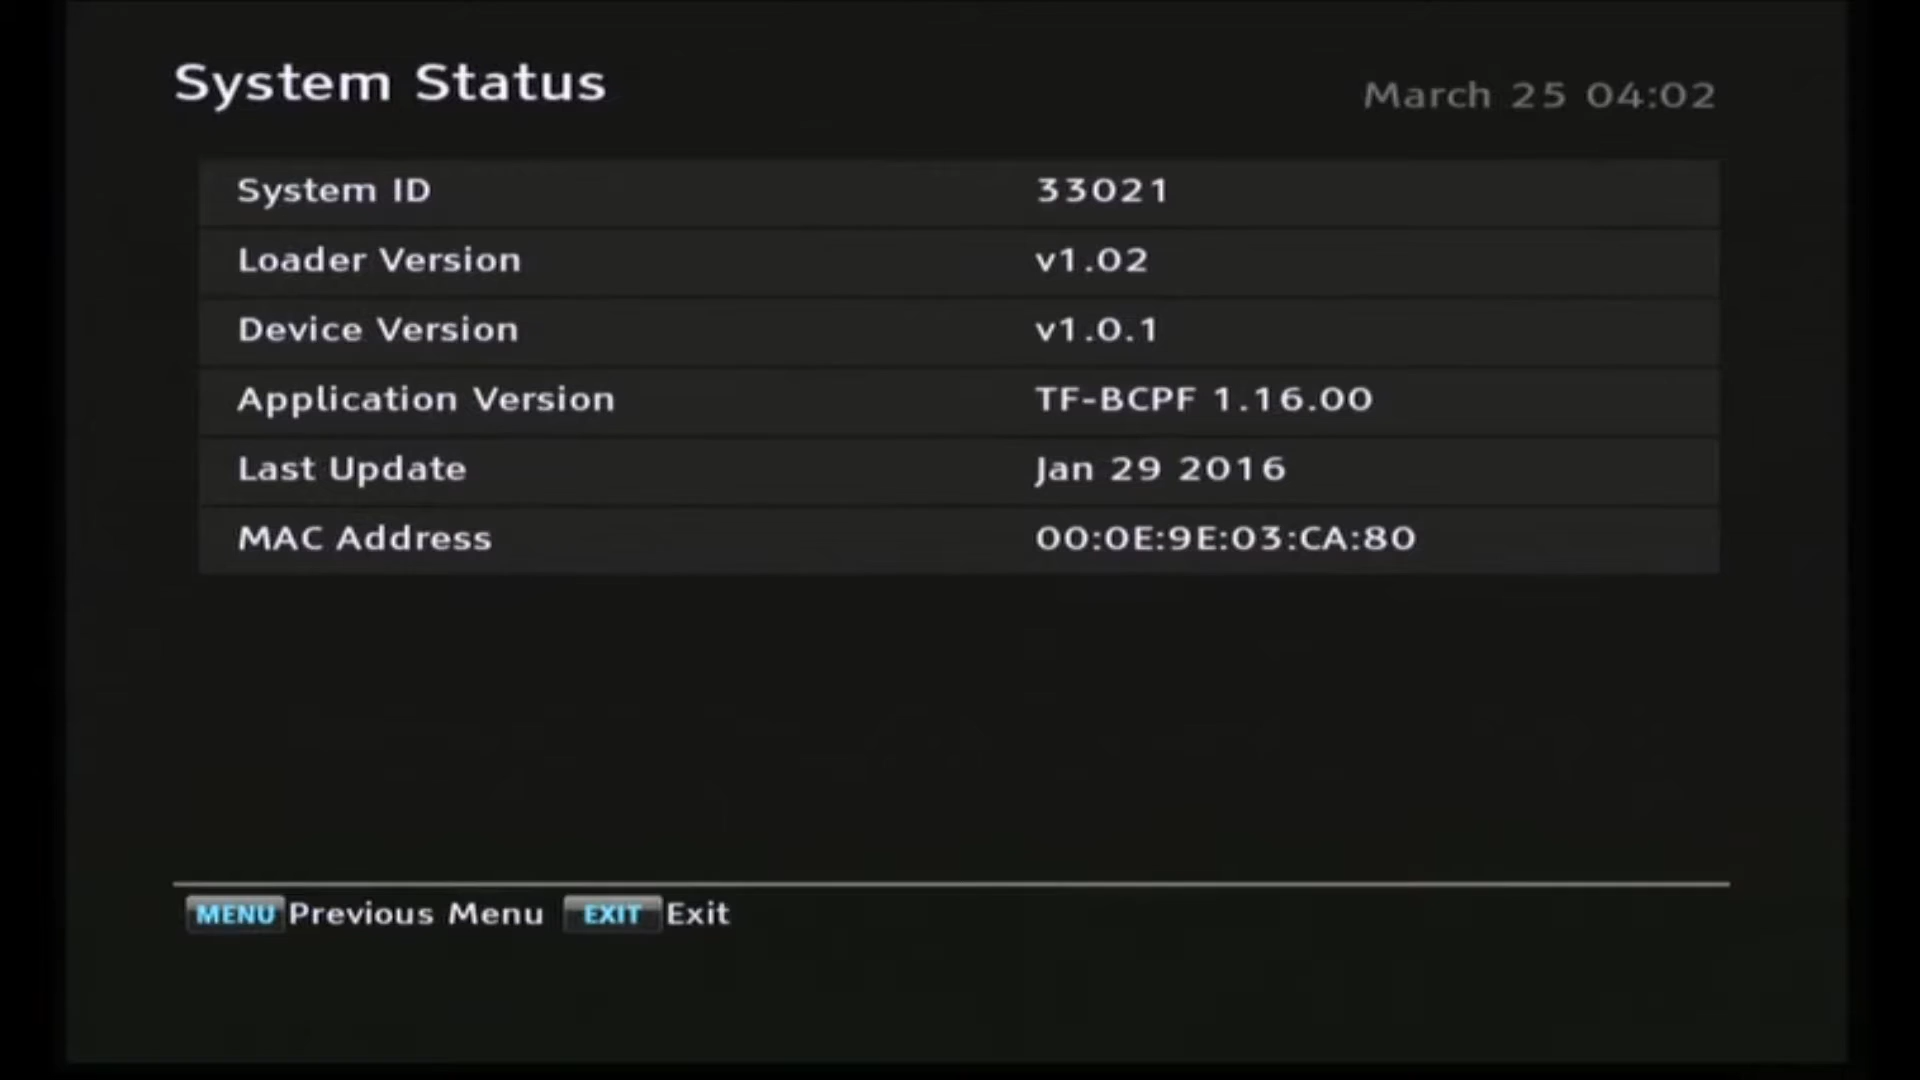 System Status
March 25 04:02
System ID 33021
Loader Version v1.02
Device Version v1.0.1
Application Version TF-BCPF 1.16.00
Last Update Jan 29 2016
MAC Address 00:0E:9E:03:CA:80
MENU Previous Menu EXIT Exit